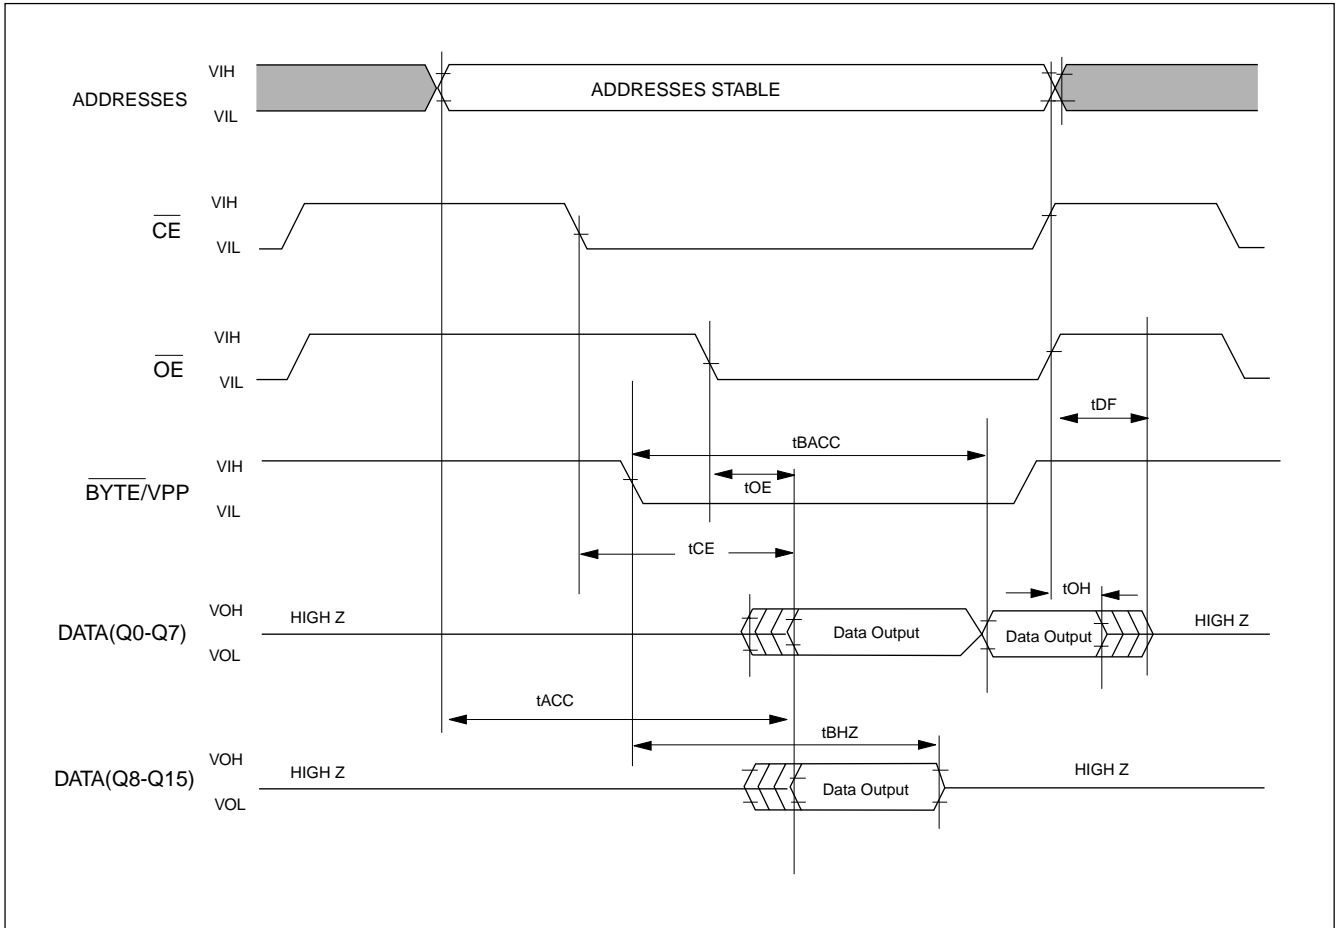 VIH
ADDRESSES
ADDRESSES STABLE
VIL
VIH
CE
VIL
VIH
OE
VIL
tDF
tBACC
VIH
BYTE/VPP
tOE
VIL
tCE
tOH
VOH
HIGH Z
DATA(Q0-Q7)
Data Output
Data Output
HIGH Z
VOL
tACC
tBHZ
VOH
HIGH Z
HIGH Z
DATA(Q8-Q15)
Data Output
VOL